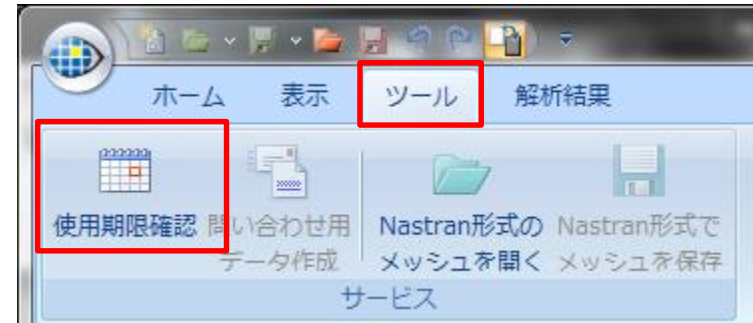 ホーム 表示 ツール 解析結果
使用期限確認 問い合わせ用 Nastran形式の Nastran形式で
データ作成 メッシュを開く メッシュを保存
サービス